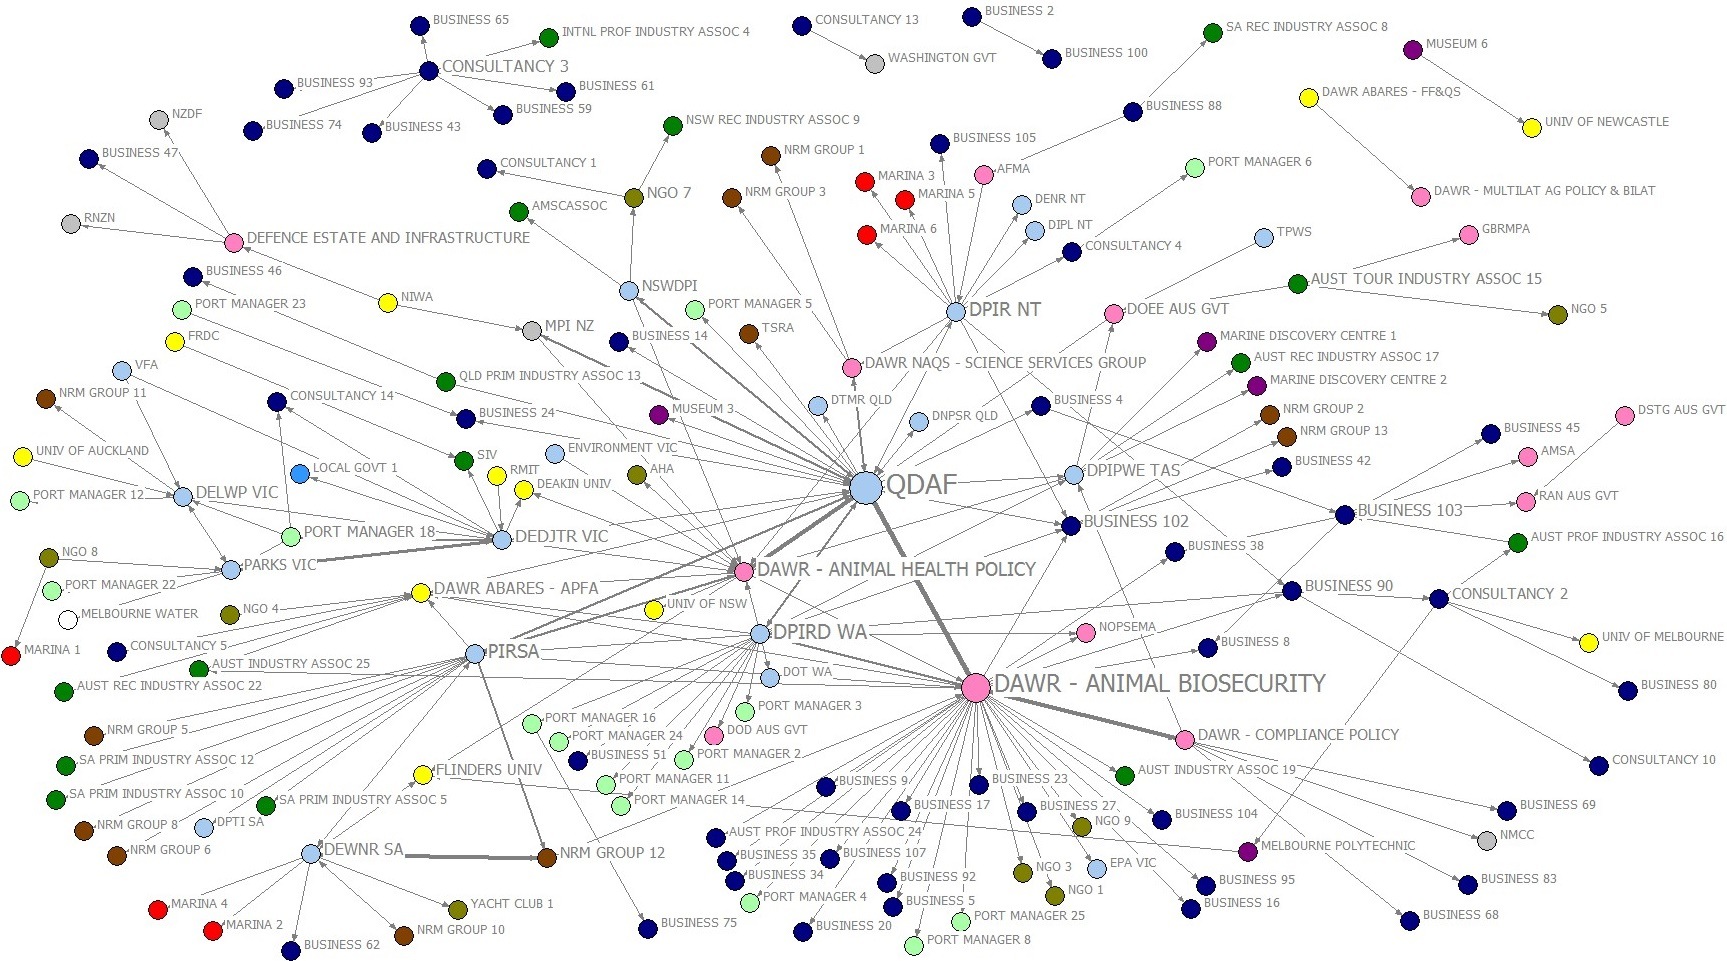 BUSINESS 65
CONSULTANCY 13
BUSINESS 2
INTNL PROF INDUSTRY ASSOC 4
SA REC INDUSTRY ASSOC 8
MUSEUM 6
BUSINESS 100
WASHINGTON GVT
CONSULTANCY 3
BUSINESS 93
BUSINESS 61
DAWR ABARES - FF&QS
BUSINESS 59
BUSINESS 88
NZDF
BUSINESS 74
BUSINESS 43
NSW REC INDUSTRY ASSOC 9
UNIV OF NEWCASTLE
BUSINESS 105
BUSINESS 47
NRM GROUP 1
CONSULTANCY 1
AFMA
PORT MANAGER 6
MARINA 3
NRM GROUP 3
NGO 7
MARINA 5
DAWR - MULTILAT AG POLICY & BILAT
DENR NT
AMSCASSOC
RNZN
DIPL NT
MARINA 6
TPWS
GBRMPA
DEFENCE ESTATE AND INFRASTRUCTURE
CONSULTANCY 4
BUSINESS 46
AUST TOUR INDUSTRY ASSOC 15
NSWDPI
NIWA
PORT MANAGER 23
PORT MANAGER 5
DPIR NT
DOEE AUS GVT
NGO 5
MPI NZ
TSRA
FRDC
BUSINESS 14
MARINE DISCOVERY CENTRE 1
AUST REC INDUSTRY ASSOC 17
DAWR NAQS - SCIENCE SERVICES GROUP
VFA
QLD PRIM INDUSTRY ASSOC 13
MARINE DISCOVERY CENTRE 2
NRM GROUP 11
CONSULTANCY 14
DTMR QLD
BUSINESS 4
NRM GROUP 2
DSTG AUS GVT
MUSEUM 3
BUSINESS 24
DNPSR QLD
NRM GROUP 13
BUSINESS 45
UNIV OF AUCKLAND
ENVIRONMENT VIC
SIV
AMSA
BUSINESS 42
LOCAL GOVT 1
RMIT
AHA
DPIPWE TAS
DEAKIN UNIV
QDAF
PORT MANAGER 12
DELWP VIC
RAN AUS GVT
BUSINESS 103
BUSINESS 102
PORT MANAGER 18
DEDJTR VIC
AUST PROF INDUSTRY ASSOC 16
BUSINESS 38
NGO 8
PARKS VIC
DAWR - ANIMAL HEALTH POLICY
PORT MANAGER 22
DAWR ABARES - APFA
BUSINESS 90
CONSULTANCY 2
UNIV OF NSW
NGO 4
MELBOURNE WATER
NOPSEMA
DPIRD WA
UNIV OF MELBOURNE
BUSINESS 8
CONSULTANCY 5
MARINA 1
PIRSA
AUST INDUSTRY ASSOC 25
DOT WA
DAWR - ANIMAL BIOSECURITY
AUST REC INDUSTRY ASSOC 22
BUSINESS 80
PORT MANAGER 3
PORT MANAGER 16
NRM GROUP 5
DOD AUS GVT
PORT MANAGER 24
DAWR - COMPLIANCE POLICY
BUSINESS 51
PORT MANAGER 2
SA PRIM INDUSTRY ASSOC 12
CONSULTANCY 10
FLINDERS UNIV
AUST INDUSTRY ASSOC 19
PORT MANAGER 11
BUSINESS 9
BUSINESS 23
SA PRIM INDUSTRY ASSOC 10
SA PRIM INDUSTRY ASSOC 5
PORT MANAGER 14
BUSINESS 17
BUSINESS 27
BUSINESS 69
BUSINESS 104
NRM GROUP 8
DPTI SA
NGO 9
AUST PROF INDUSTRY ASSOC 24
NMCC
NRM GROUP 6
DEWNR SA
NRM GROUP 12
BUSINESS 35
BUSINESS 107
MELBOURNE POLYTECHNIC
BUSINESS 34
NGO 3
EPA VIC
BUSINESS 92
BUSINESS 95
BUSINESS 83
PORT MANAGER 4
BUSINESS 5
NGO 1
BUSINESS 16
MARINA 4
YACHT CLUB 1
PORT MANAGER 25
BUSINESS 68
MARINA 2
NRM GROUP 10
BUSINESS 75
BUSINESS 20
PORT MANAGER 8
BUSINESS 62